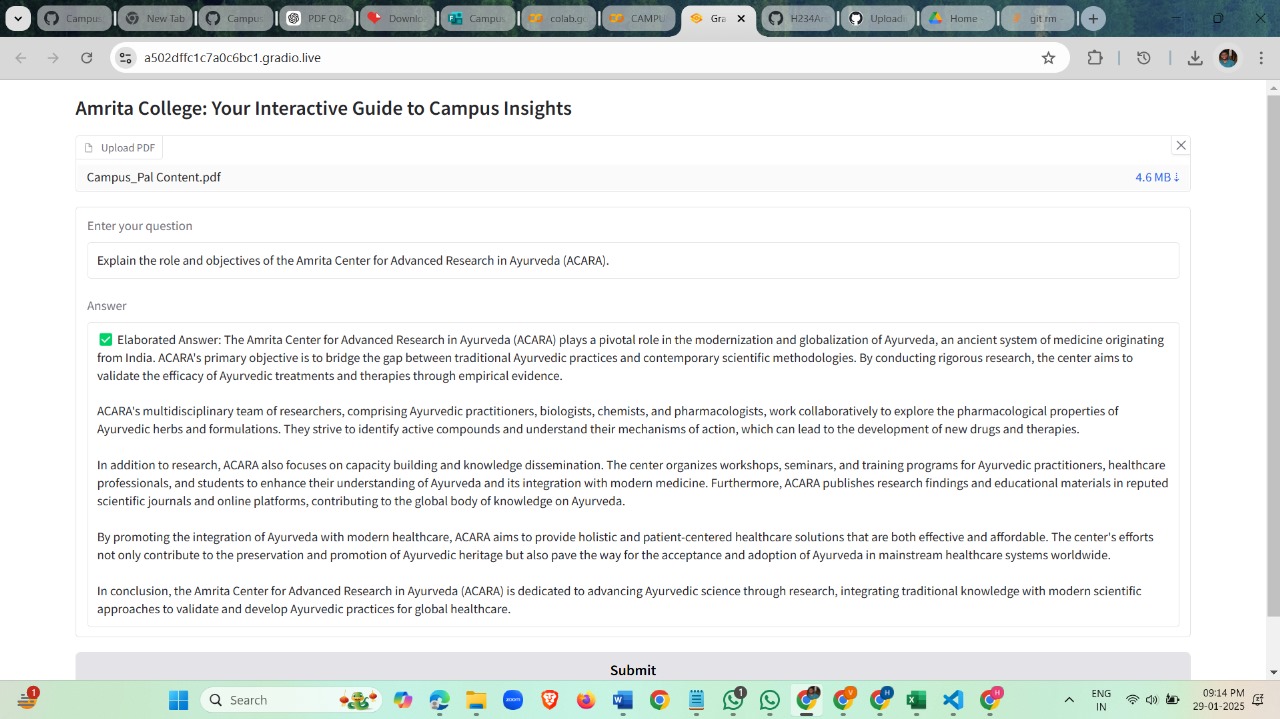 Campus
New Tab
Campus
PDF Q&
Downlo
Campus
colab.go
CAMPU
Gra
H234Am
Uploadi
Home -
git.rm -
a502dffc1c7a0c6bc1.gradio.live
Amrita College: Your Interactive Guide to Campus Insights
Upload PDF
Campus_Pal Content.pdf
4.6 MB ↓
Enter your question
Explain the role and objectives of the Amrita Center for Advanced Research in Ayurveda (ACARA).
Answer
✅ Elaborated Answer: The Amrita Center for Advanced Research in Ayurveda (ACARA) plays a pivotal role in the modernization and globalization of Ayurveda, an ancient system of medicine originating
from India. ACARA's primary objective is to bridge the gap between traditional Ayurvedic practices and contemporary scientific methodologies. By conducting rigorous research, the center aims to
validate the efficacy of Ayurvedic treatments and therapies through empirical evidence.
ACARA's multidisciplinary team of researchers, comprising Ayurvedic practitioners, biologists, chemists, and pharmacologists, work collaboratively to explore the pharmacological properties of
Ayurvedic herbs and formulations. They strive to identify active compounds and understand their mechanisms of action, which can lead to the development of new drugs and therapies.
In addition to research, ACARA also focuses on capacity building and knowledge dissemination. The center organizes workshops, seminars, and training programs for Ayurvedic practitioners, healthcare
professionals, and students to enhance their understanding of Ayurveda and its integration with modern medicine. Furthermore, ACARA publishes research findings and educational materials in reputed
scientific journals and online platforms, contributing to the global body of knowledge on Ayurveda.
By promoting the integration of Ayurveda with modern healthcare, ACARA aims to provide holistic and patient-centered healthcare solutions that are both effective and affordable. The center's efforts
not only contribute to the preservation and promotion of Ayurvedic heritage but also pave the way for the acceptance and adoption of Ayurveda in mainstream healthcare systems worldwide.
In conclusion, the Amrita Center for Advanced Research in Ayurveda (ACARA) is dedicated to advancing Ayurvedic science through research, integrating traditional knowledge with modern scientific
approaches to validate and develop Ayurvedic practices for global healthcare.
Submit
1
Search
zoom
1
V
H
H
ENG
IN
09:14 PM
29-01-2025